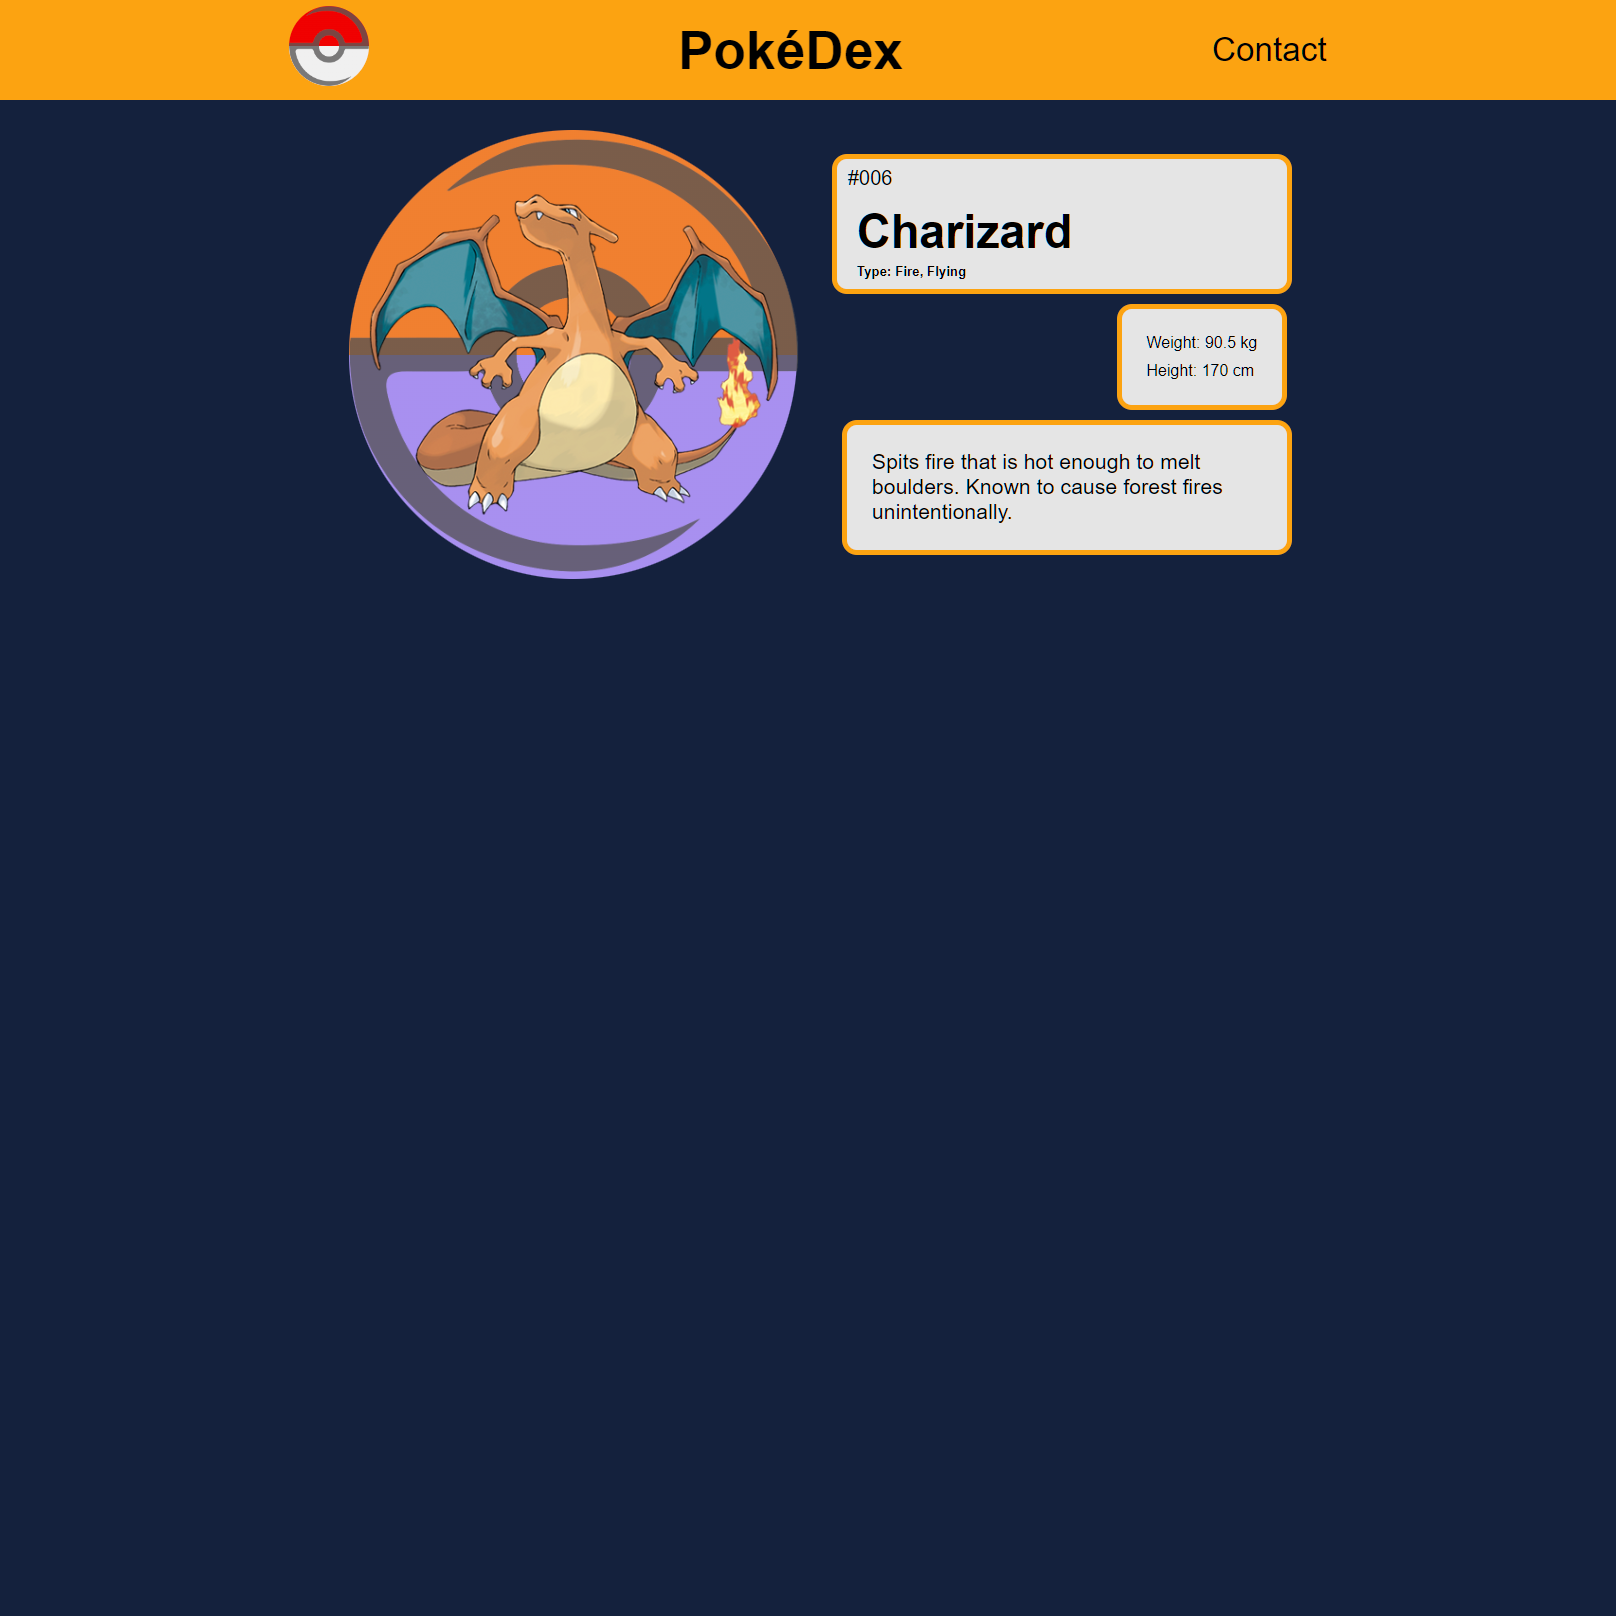 PokéDex
Contact
#006
Charizard
Type: Fire, Flying
Weight: 90.5 kg
Height: 170 cm
Spits fire that is hot enough to melt
boulders. Known to cause forest fires
unintentionally.